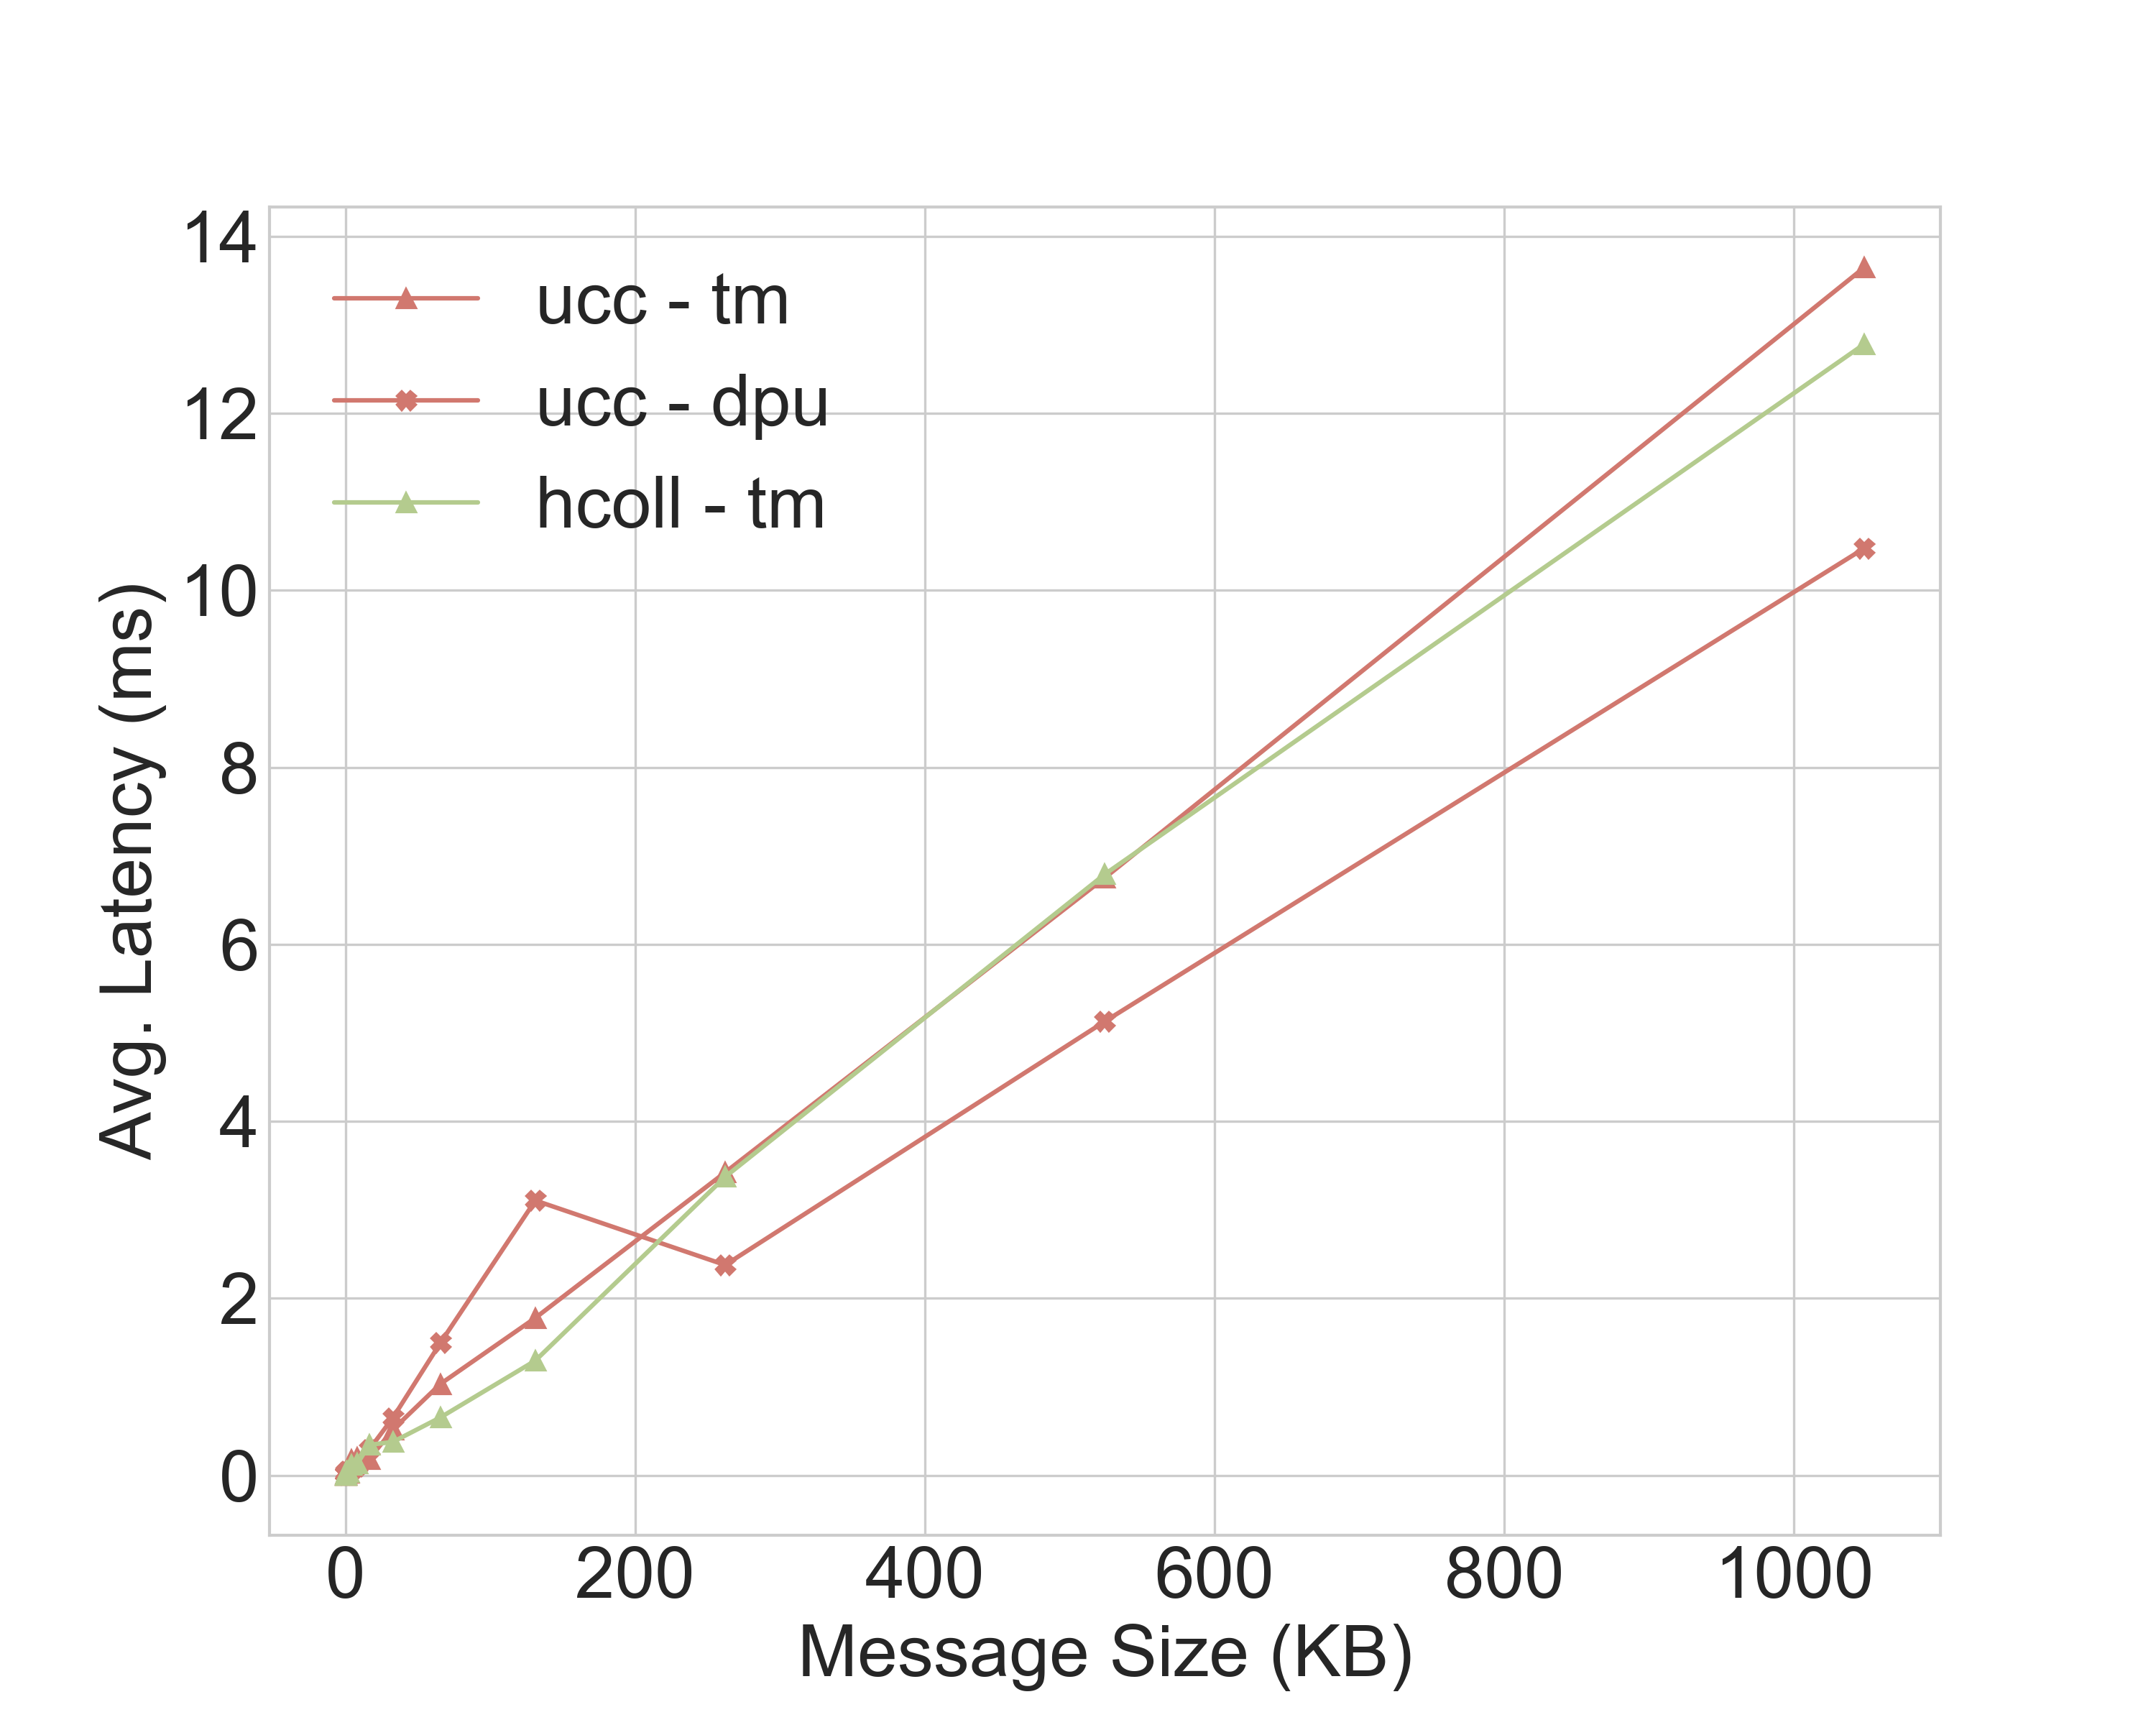 14
12
10
8
6
4
2
0
Avg. Latency (ms)
ucc - tm
ucc - dpu
hcoll - tm
0 200 400 600 800 1000
Message Size (KB)